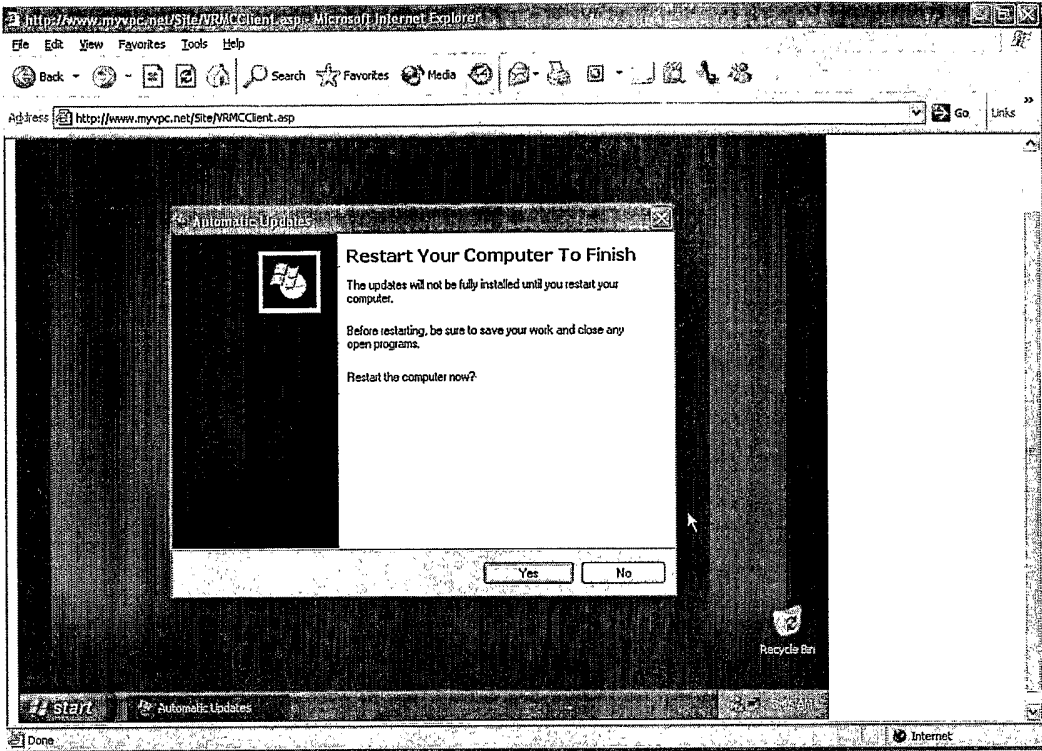 http://www.myvpc.net/Site/VRMCClient.asp - Microsoft Internet Explorer
File Edit View Favorites Tools Help
Back Search Favorites Media
Address http://www.myvpc.net/Site/VRMCClient.asp Go Links »
Automatic Updates
Restart Your Computer To Finish
The updates will not be fully installed until you restart your
computer.
Before restarting, be sure to save your work and close any
open programs.
Restart the computer now?
Yes No
Recycle Bin
start Automatic Updates
Done Internet